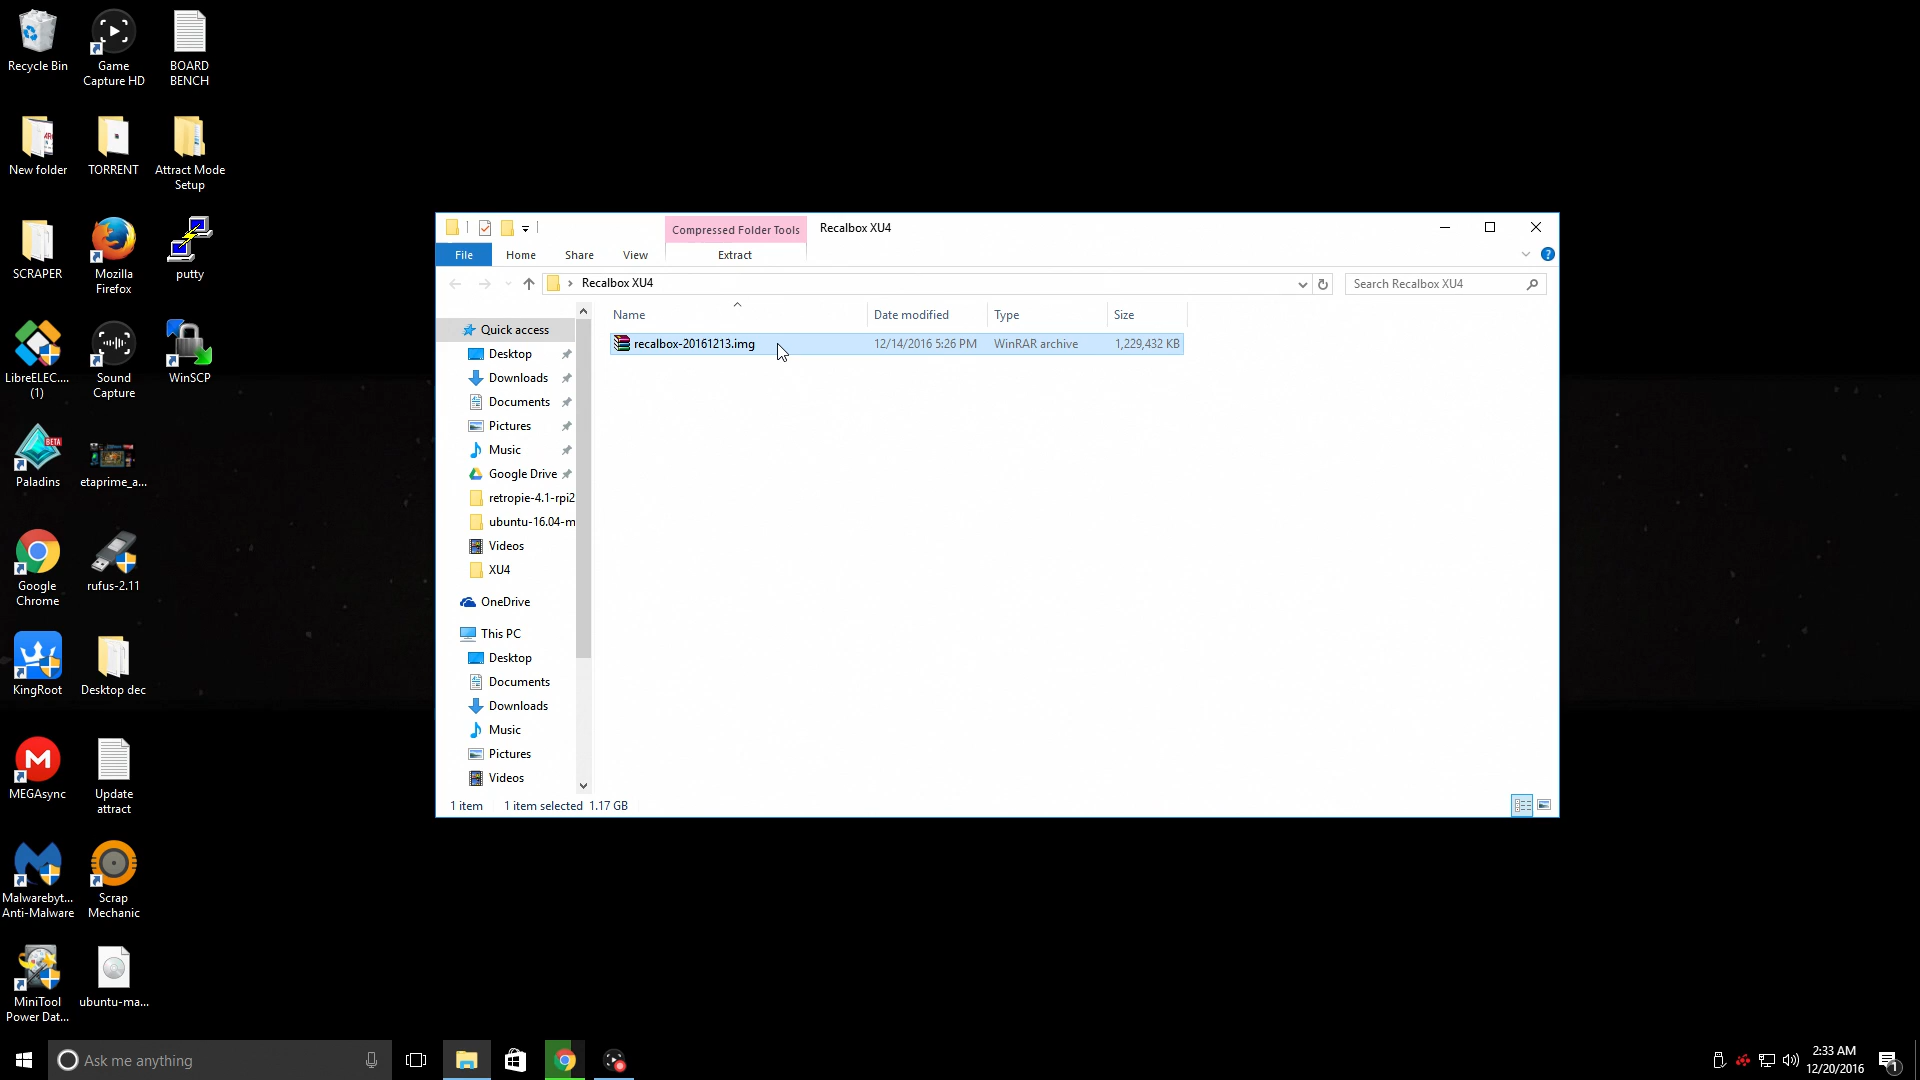 Recycle Bin
Game
Capture HD
BOARD
BENCH
New folder
TORRENT
Attract Mode
Setup
SCRAPER
Mozilla
Firefox
putty
LibreELEC....
(1)
Sound
Capture
WinSCP
BETA
Paladins
etaprime_a...
Google
Chrome
rufus-2.11
KingRoot
Desktop dec
MEGAsync
Update
attract
Malwarebyt...
Anti-Malware
Scrap
Mechanic
MiniTool
Power Dat...
ubuntu-ma...
Compressed Folder Tools
Recalbox XU4
File
Home
Share
View
Extract
Recalbox XU4
Search Recalbox XU4
Quick access
Desktop
Downloads
Documents
Pictures
Music
Google Drive
retropie-4.1-rpi2
ubuntu-16.04-m
Videos
XU4
OneDrive
This PC
Desktop
Documents
Downloads
Music
Pictures
Videos
Name
Date modified
Type
Size
recalbox-20161213.img
12/14/2016 5:26 PM
WinRAR archive
1,229,432 KB
1 item
1 item selected 1.17 GB
Ask me anything
2:33 AM
12/20/2016
1